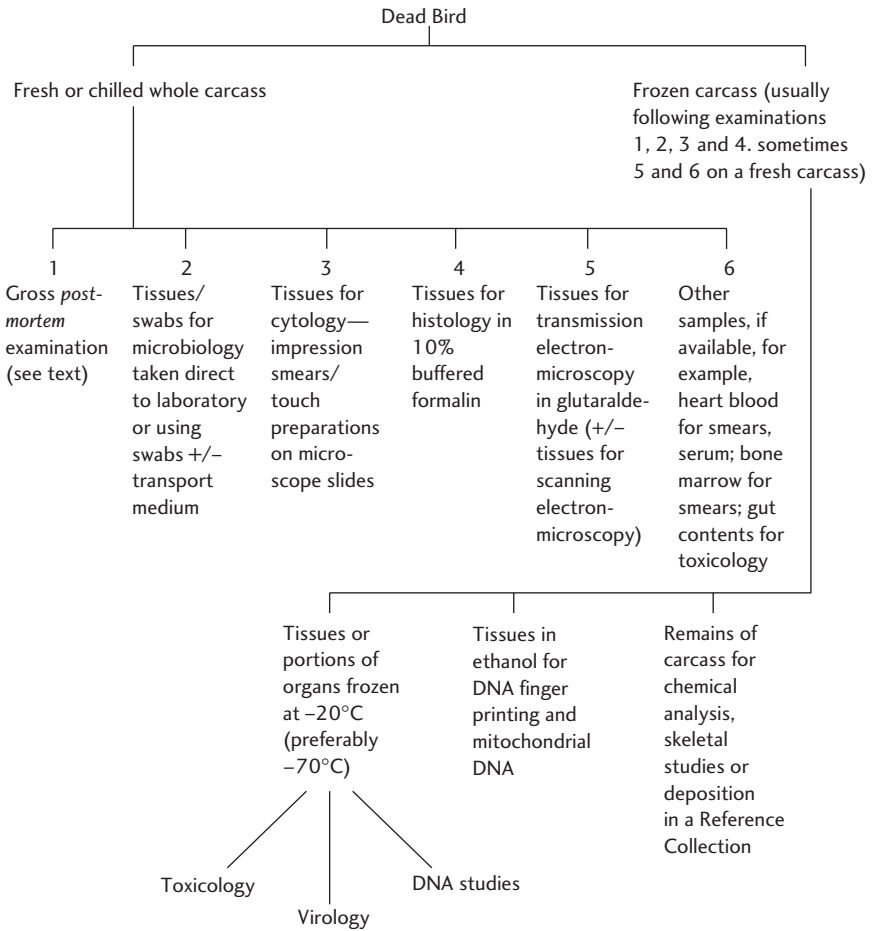 Dead Bird
Fresh or chilled whole carcass
Frozen carcass (usually
following examinations
1, 2, 3 and 4. sometimes
5 and 6 on a fresh carcass)
1
Gross post-
mortem
examination
(see text)
2
Tissues/
swabs for
microbiology
taken direct
to laboratory
or using
swabs +/–
transport
medium
3
Tissues for
cytology—
impression
smears/
touch
preparations
on micro-
scope slides
4
Tissues for
histology in
10%
buffered
formalin
5
Tissues for
transmission
electron-
microscopy
in glutaralde-
hyde (+/–
tissues for
scanning
electron-
microscopy)
6
Other
samples, if
available, for
example,
heart blood
for smears,
serum; bone
marrow for
smears; gut
contents for
toxicology
Tissues or
portions of
organs frozen
at –20°C
(preferably
–70°C)
Tissues in
ethanol for
DNA finger
printing and
mitochondrial
DNA
Remains of
carcass for
chemical
analysis,
skeletal
studies or
deposition
in a Reference
Collection
Toxicology
Virology
DNA studies